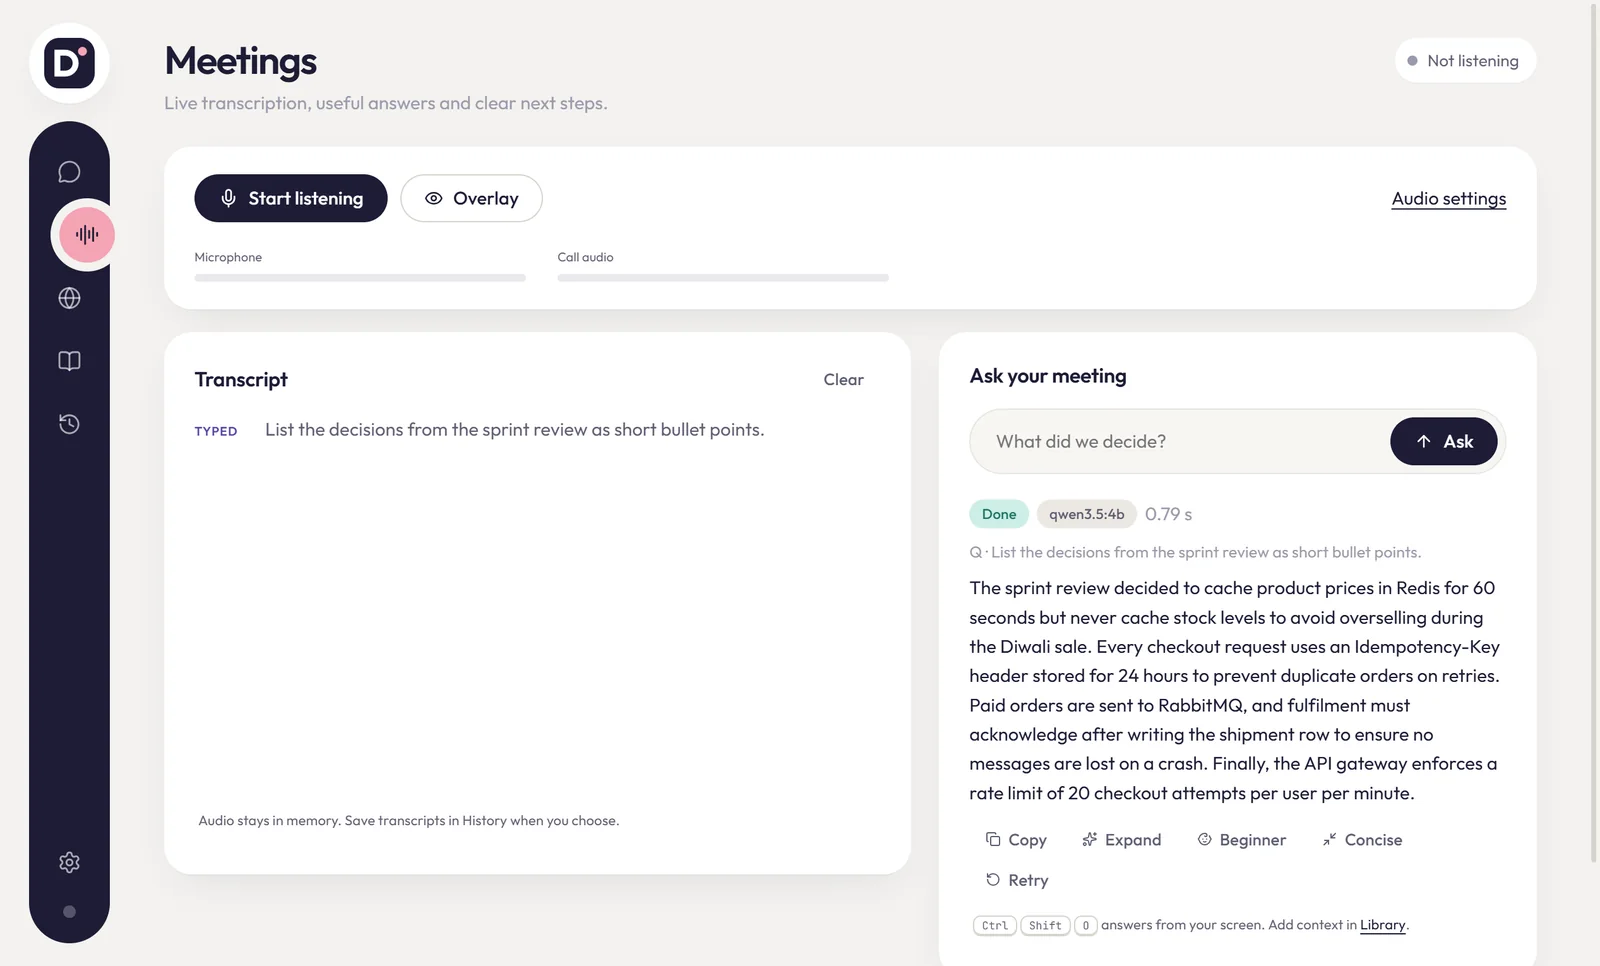 D
Meetings
Live transcription, useful answers and clear next steps.
Not listening
Start listening
Overlay
Audio settings
Microphone
Call audio
Transcript
Clear
TYPED List the decisions from the sprint review as short bullet points.
Audio stays in memory. Save transcripts in History when you choose.
Ask your meeting
What did we decide?
Ask
Done qwen3.5:4b 0.79 s
Q · List the decisions from the sprint review as short bullet points.
The sprint review decided to cache product prices in Redis for 60
seconds but never cache stock levels to avoid overselling during
the Diwali sale. Every checkout request uses an Idempotency-Key
header stored for 24 hours to prevent duplicate orders on retries.
Paid orders are sent to RabbitMQ, and fulfilment must
acknowledge after writing the shipment row to ensure no
messages are lost on a crash. Finally, the API gateway enforces a
rate limit of 20 checkout attempts per user per minute.
Copy Expand Beginner Concise
Retry
Ctrl Shift O answers from your screen. Add context in Library.